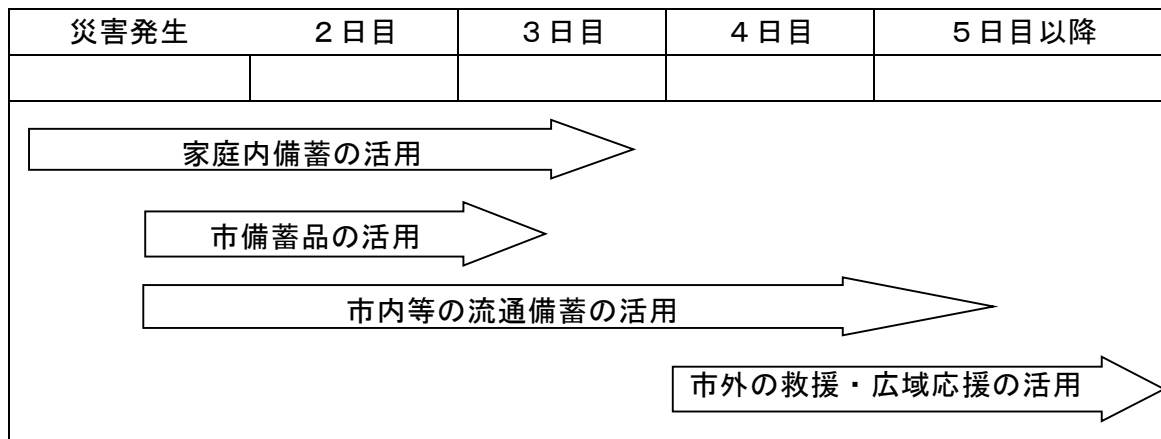 災害発生 ２日目 ３日目 ４日目 ５日目以降
家庭内備蓄の活用
市備蓄品の活用
市内等の流通備蓄の活用
市外の救援・広域応援の活用